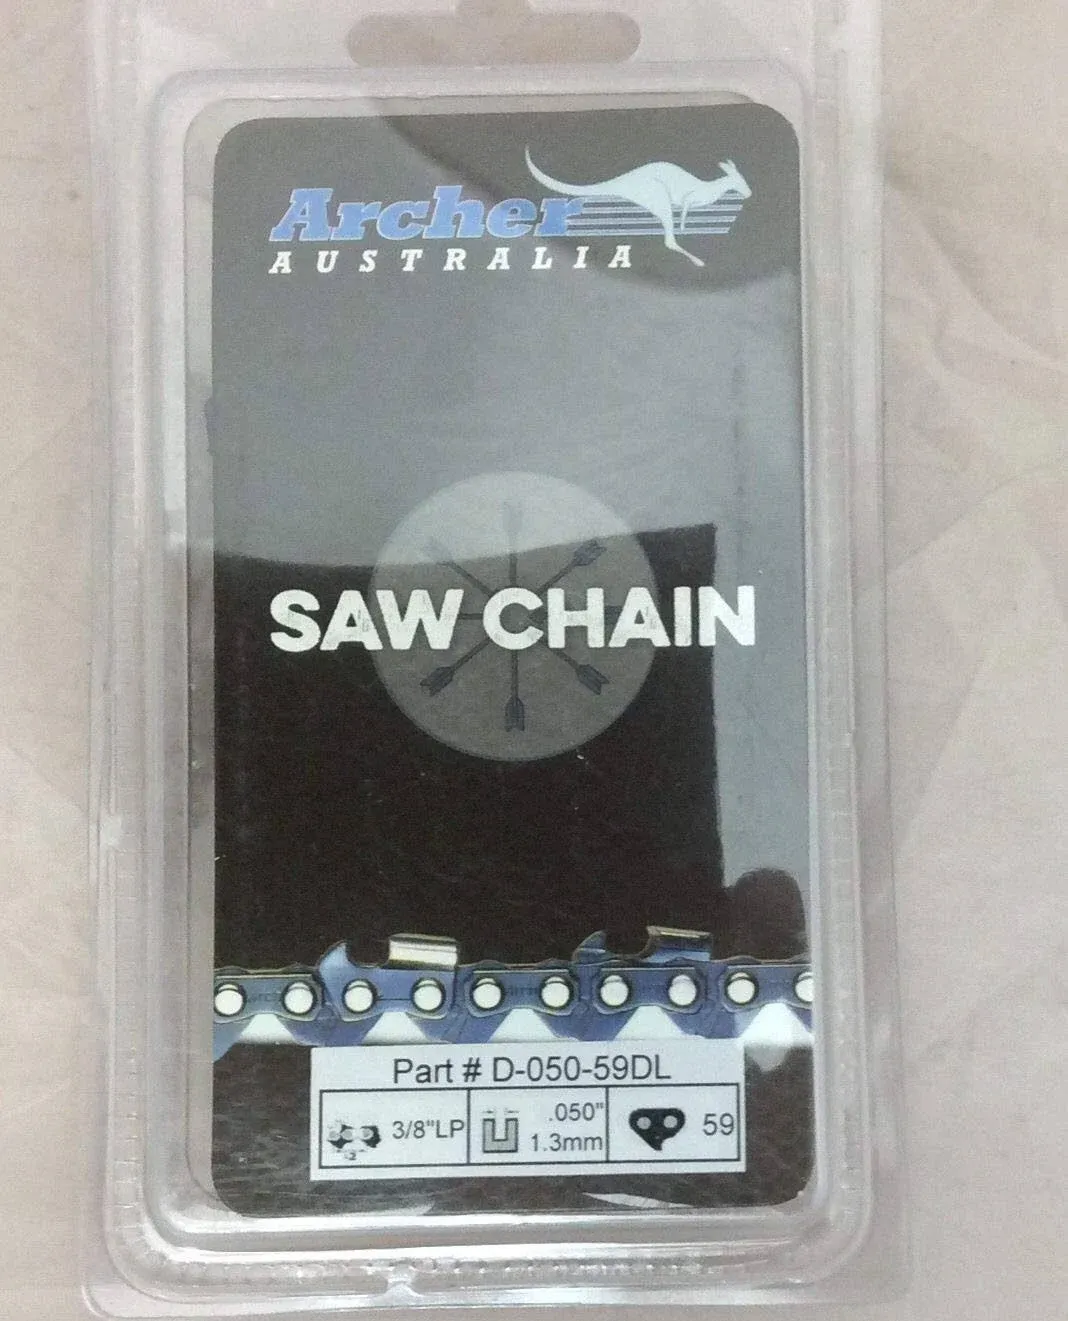 Archer
AUSTRALIA
SAW CHAIN
Part # D-050-59DL
3/8"LP
.050"
1.3mm
59